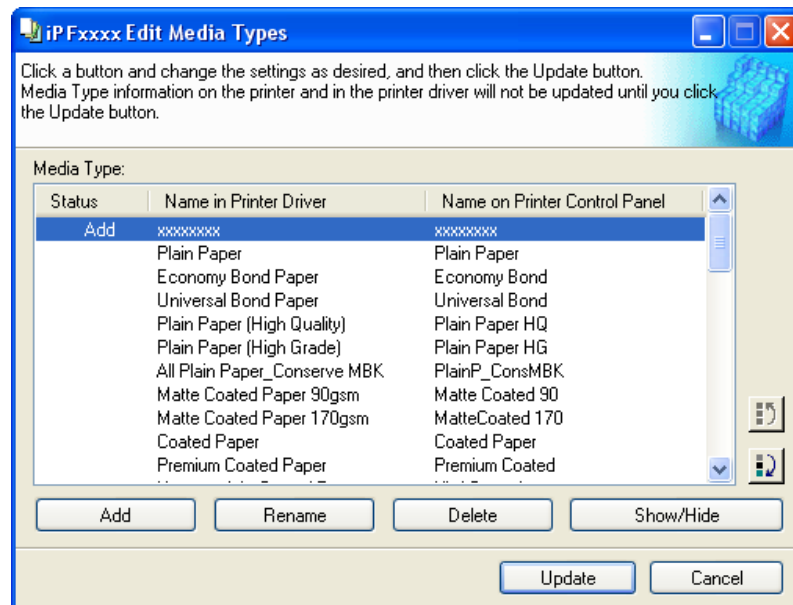 iPFxxxx Edit Media Types
Click a button and change the settings as desired, and then click the Update button.
Media Type information on the printer and in the printer driver will not be updated until you click
the Update button.
Media Type:
Status Name in Printer Driver Name on Printer Control Panel
Add xxxxxxxx xxxxxxxx
Plain Paper Plain Paper
Economy Bond Paper Economy Bond
Universal Bond Paper Universal Bond
Plain Paper (High Quality) Plain Paper HQ
Plain Paper (High Grade) Plain Paper HG
All Plain Paper_Conserve MBK PlainP_ConsMBK
Matte Coated Paper 90gsm Matte Coated 90
Matte Coated Paper 170gsm MatteCoated 170
Coated Paper Coated Paper
Premium Coated Paper Premium Coated
Add Rename Delete Show/Hide
Update Cancel